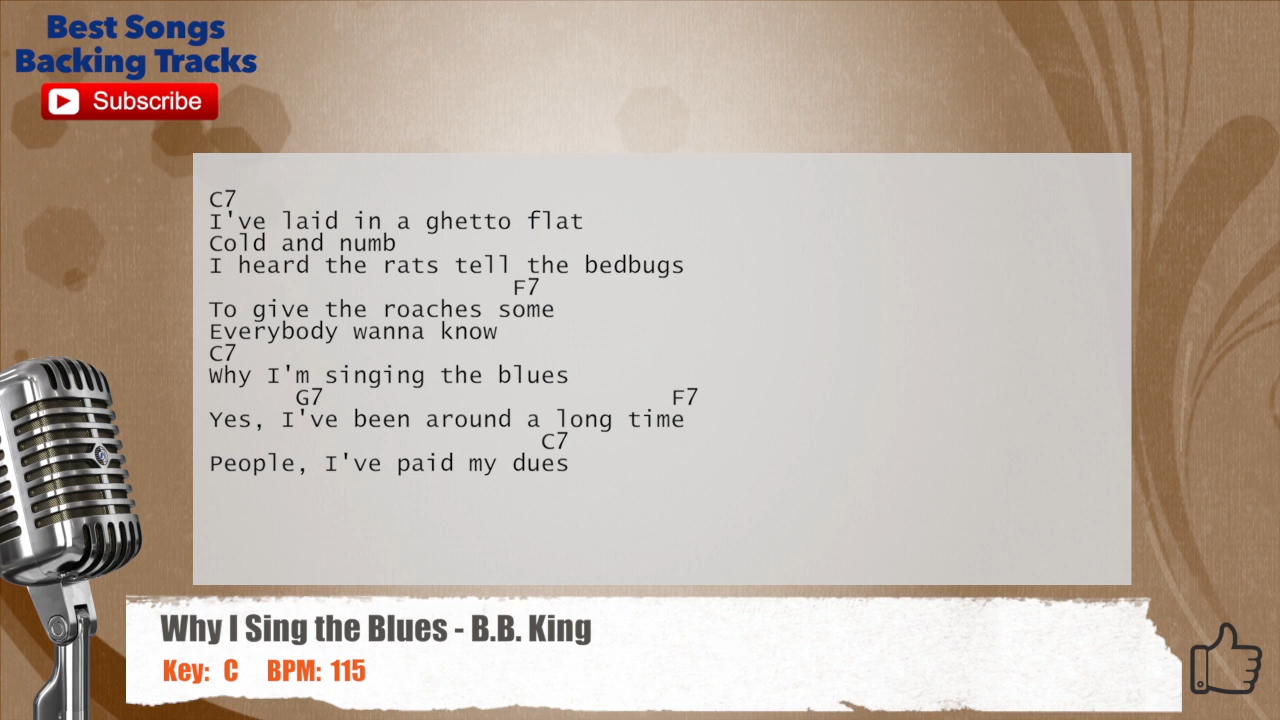 Best Songs
Backing Tracks
Subscribe
C7
I've laid in a ghetto flat
Cold and numb
I heard the rats tell the bedbugs
F7
To give the roaches some
Everybody wanna know
C7
Why I'm singing the blues
G7 F7
Yes, I've been around a long time
C7
People, I've paid my dues
Why I Sing the Blues - B.B. King
Key: C BPM: 115